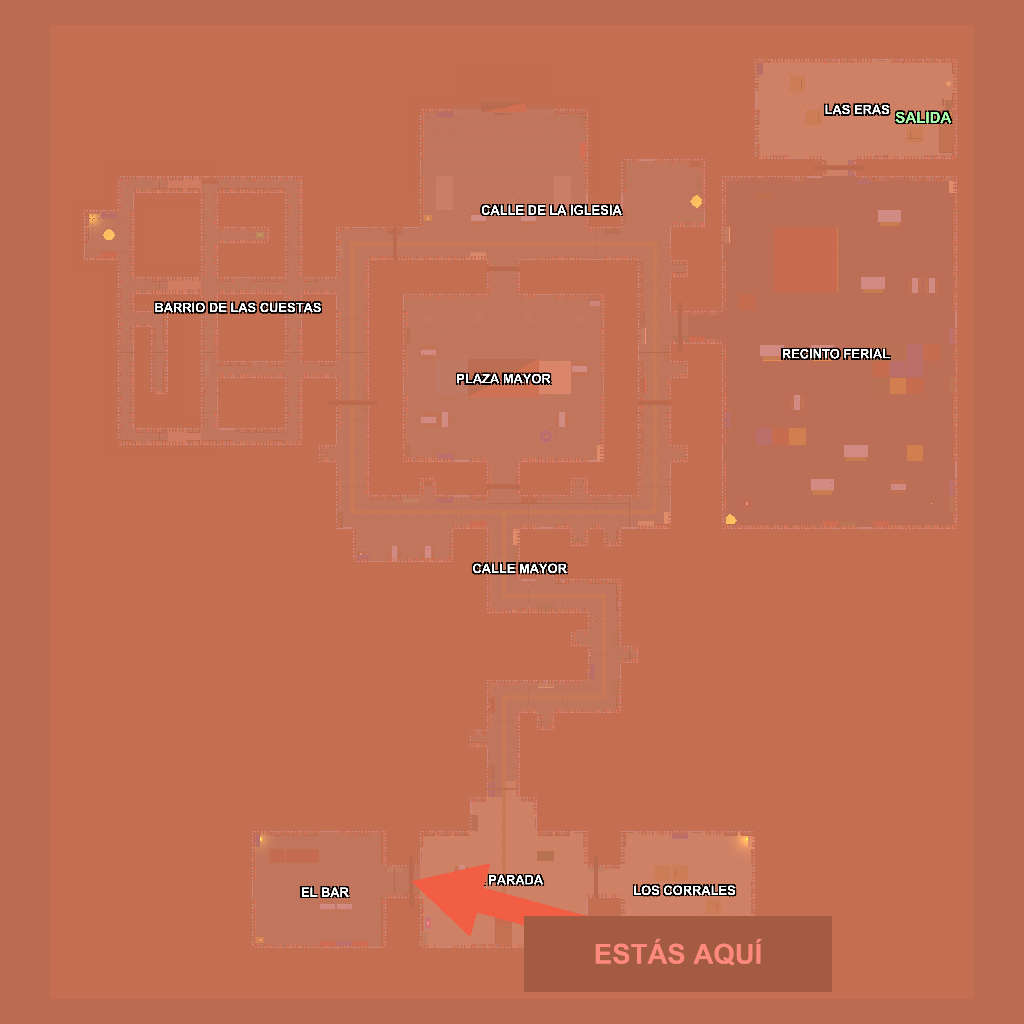 LAS ERAS
SALIDA
CALLE DE LA IGLESIA
BARRIO DE LAS CUESTAS
RECINTO FERIAL
PLAZA MAYOR
CALLE MAYOR
PARADA
LOS CORRALES
EL BAR
ESTÁS AQUÍ